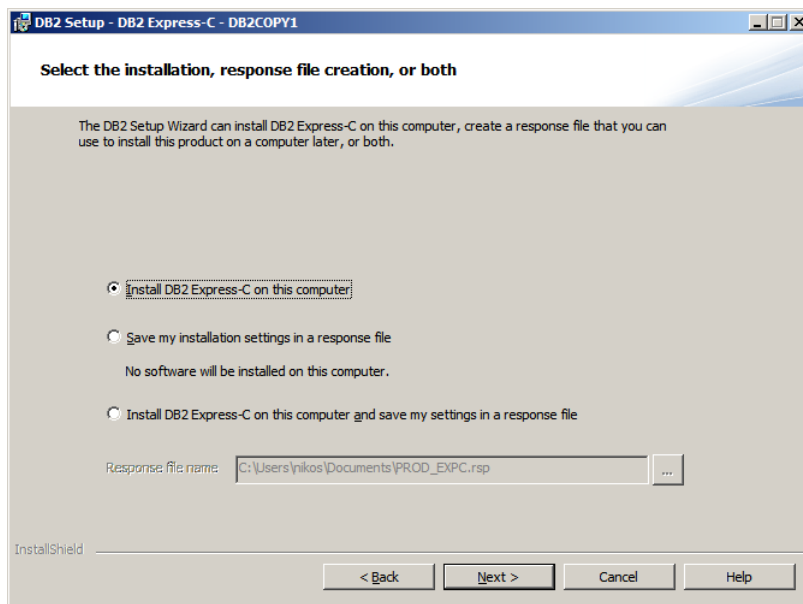 DB2 Setup - DB2 Express-C - DB2COPY1
Select the installation, response file creation, or both
The DB2 Setup Wizard can install DB2 Express-C on this computer, create a response file that you can
use to install this product on a computer later, or both.
Install DB2 Express-C on this computer
Save my installation settings in a response file
No software will be installed on this computer.
Install DB2 Express-C on this computer and save my settings in a response file
Response file name C:\Users\nikos\Documents\PROD_EXPC.rsp ...
InstallShield
< Back Next > Cancel Help